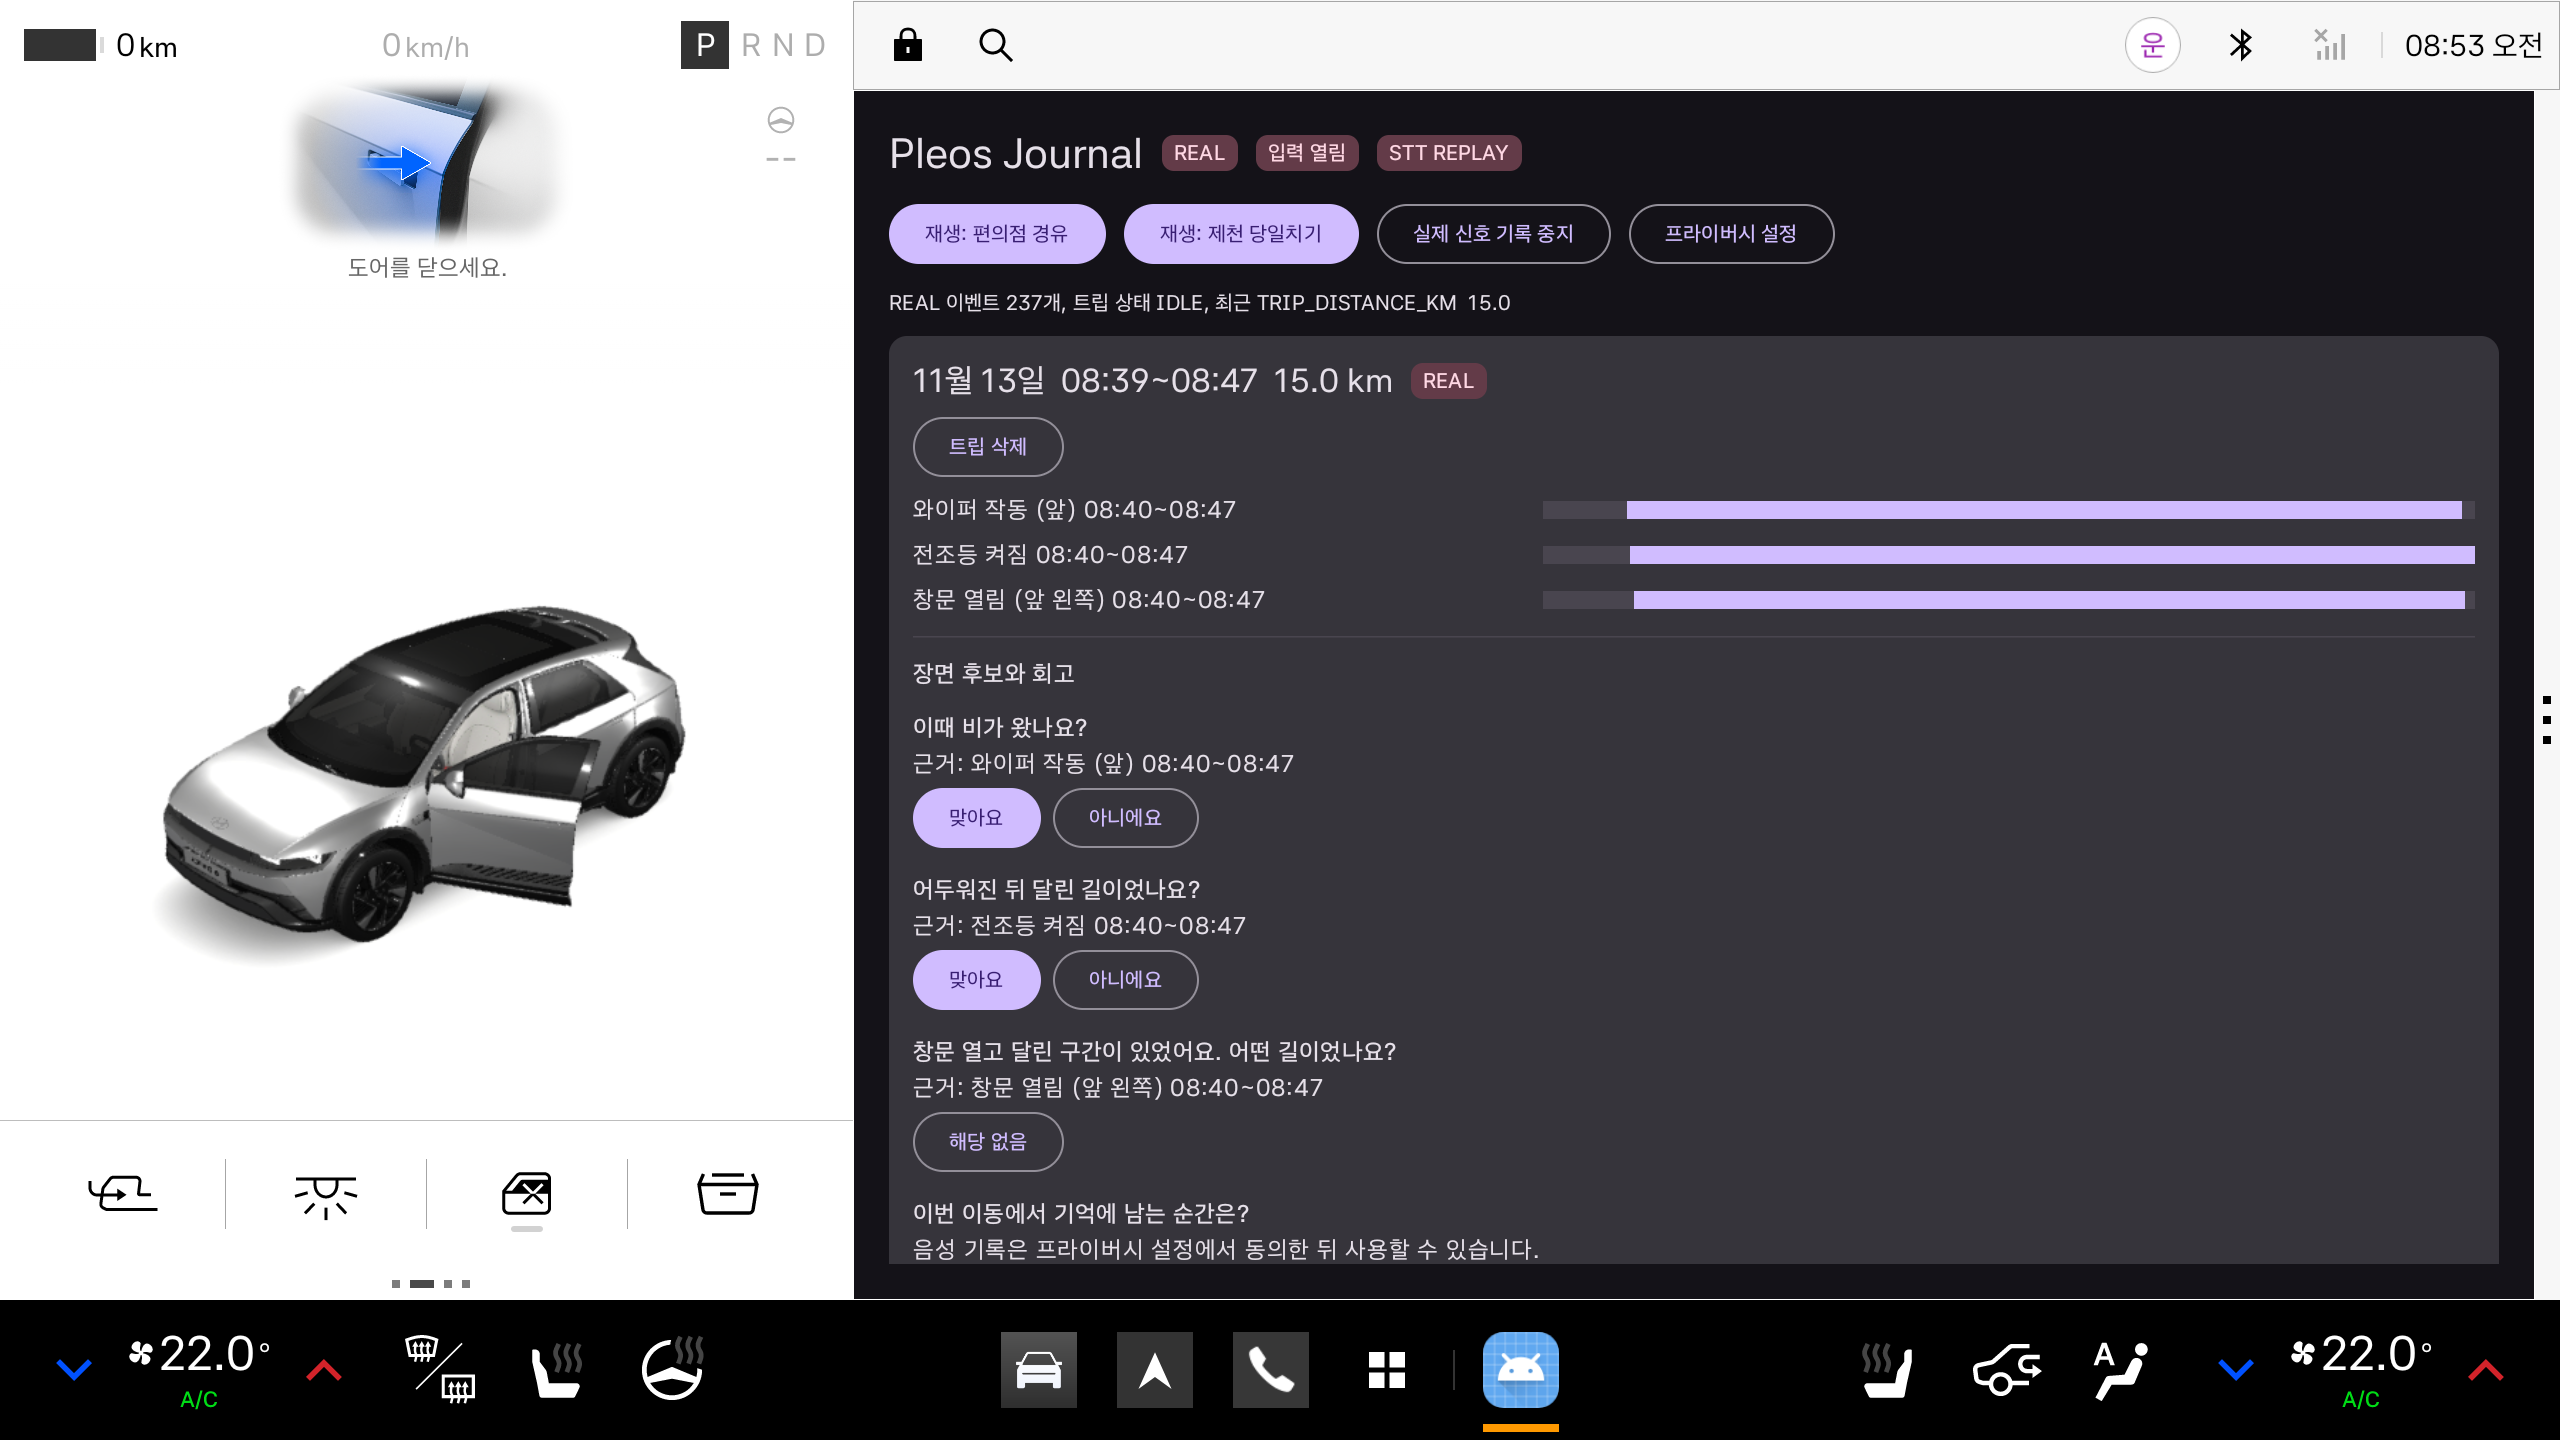 0 km
0 km/h
P R N D
운
08:53 오전
도어를 닫으세요.
Pleos Journal REAL 입력 열림 STT REPLAY
재생: 편의점 경유 재생: 제천 당일치기 실제 신호 기록 중지 프라이버시 설정
REAL 이벤트 237개, 트립 상태 IDLE, 최근 TRIP_DISTANCE_KM 15.0
11월 13일 08:39~08:47 15.0 km REAL
트립 삭제
와이퍼 작동 (앞) 08:40~08:47
전조등 켜짐 08:40~08:47
창문 열림 (앞 왼쪽) 08:40~08:47
장면 후보와 회고
이때 비가 왔나요?
근거: 와이퍼 작동 (앞) 08:40~08:47
맞아요 아니에요
어두워진 뒤 달린 길이었나요?
근거: 전조등 켜짐 08:40~08:47
맞아요 아니에요
창문 열고 달린 구간이 있었어요. 어떤 길이었나요?
근거: 창문 열림 (앞 왼쪽) 08:40~08:47
해당 없음
이번 이동에서 기억에 남는 순간은?
음성 기록은 프라이버시 설정에서 동의한 뒤 사용할 수 있습니다.
22.0°
A/C
A
22.0°
A/C